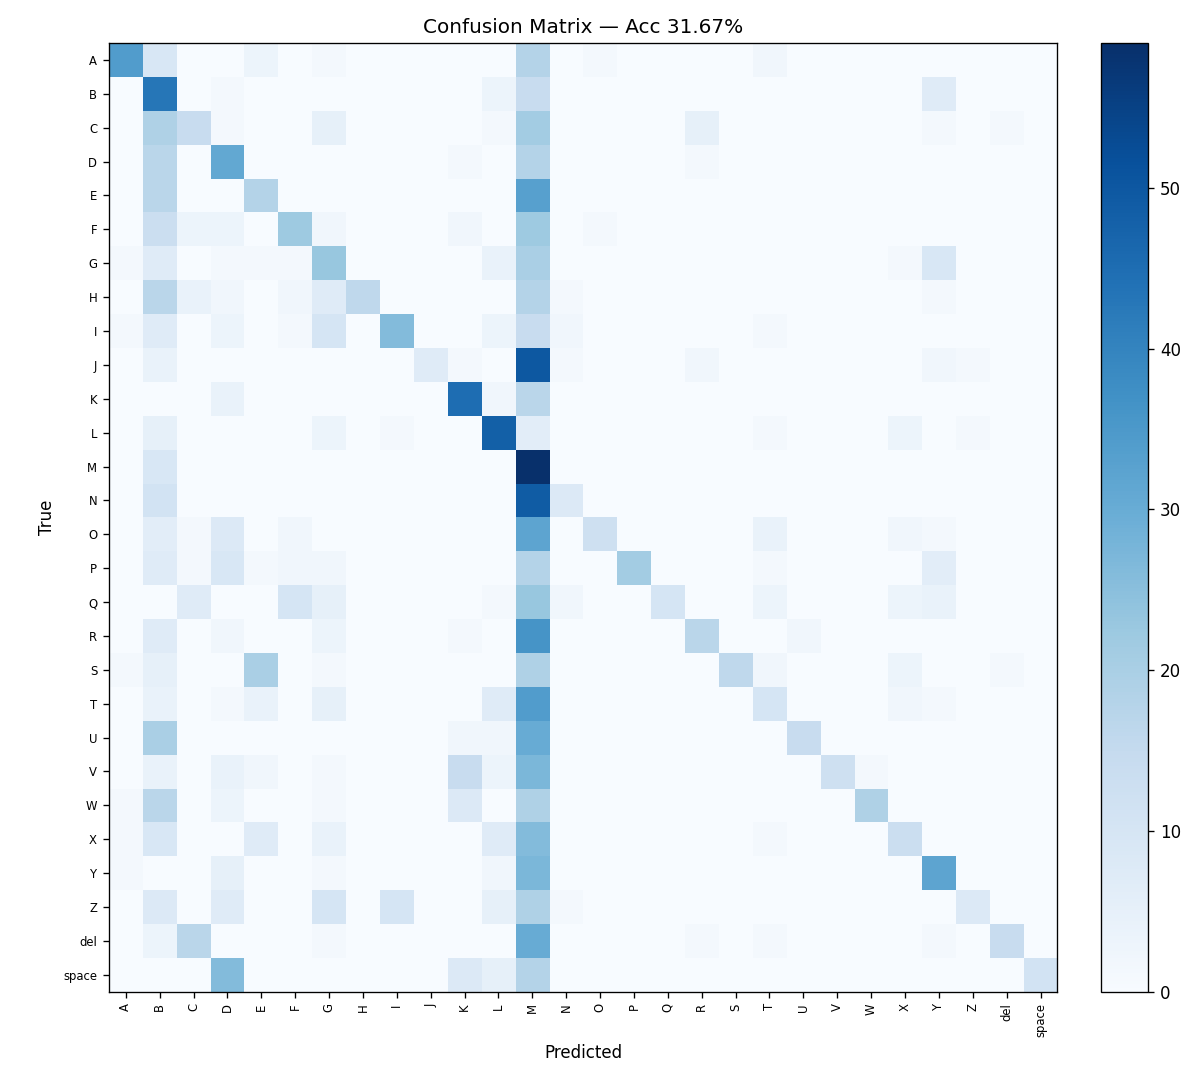 Confusion Matrix — Acc 31.67%
A
B
C
D
E
F
G
H
I
J
K
L
M
N
O
P
Q
R
S
T
U
V
W
X
Y
Z
del
space
True
A B C D E F G H I J K L M N O P Q R S T U V W X Y Z del space
Predicted
50
40
30
20
10
0